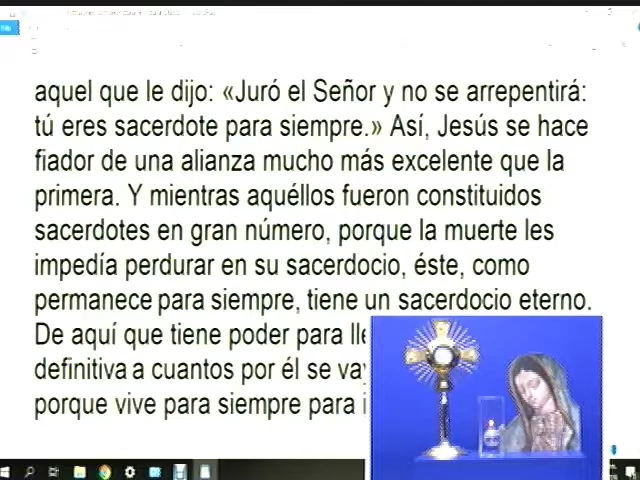 aquel que le dijo: «Juró el Señor y no se arrepentirá:
tú eres sacerdote para siempre.» Así, Jesús se hace
fiador de una alianza mucho más excelente que la
primera. Y mientras aquéllos fueron constituidos
sacerdotes en gran número, porque la muerte les
impedía perdurar en su sacerdocio, éste, como
permanece para siempre, tiene un sacerdocio eterno.
De aquí que tiene poder para lle
definitiva a cuantos por él se va
porque vive para siempre para i